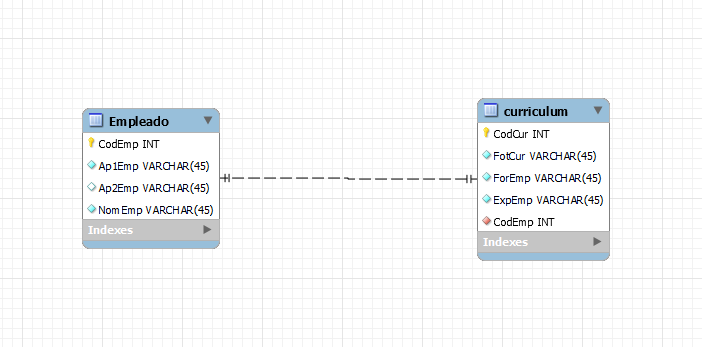 Empleado
CodEmp INT
Ap1Emp VARCHAR(45)
Ap2Emp VARCHAR(45)
NomEmp VARCHAR(45)
Indexes
curriculum
CodCur INT
FotCur VARCHAR(45)
ForEmp VARCHAR(45)
ExpEmp VARCHAR(45)
CodEmp INT
Indexes